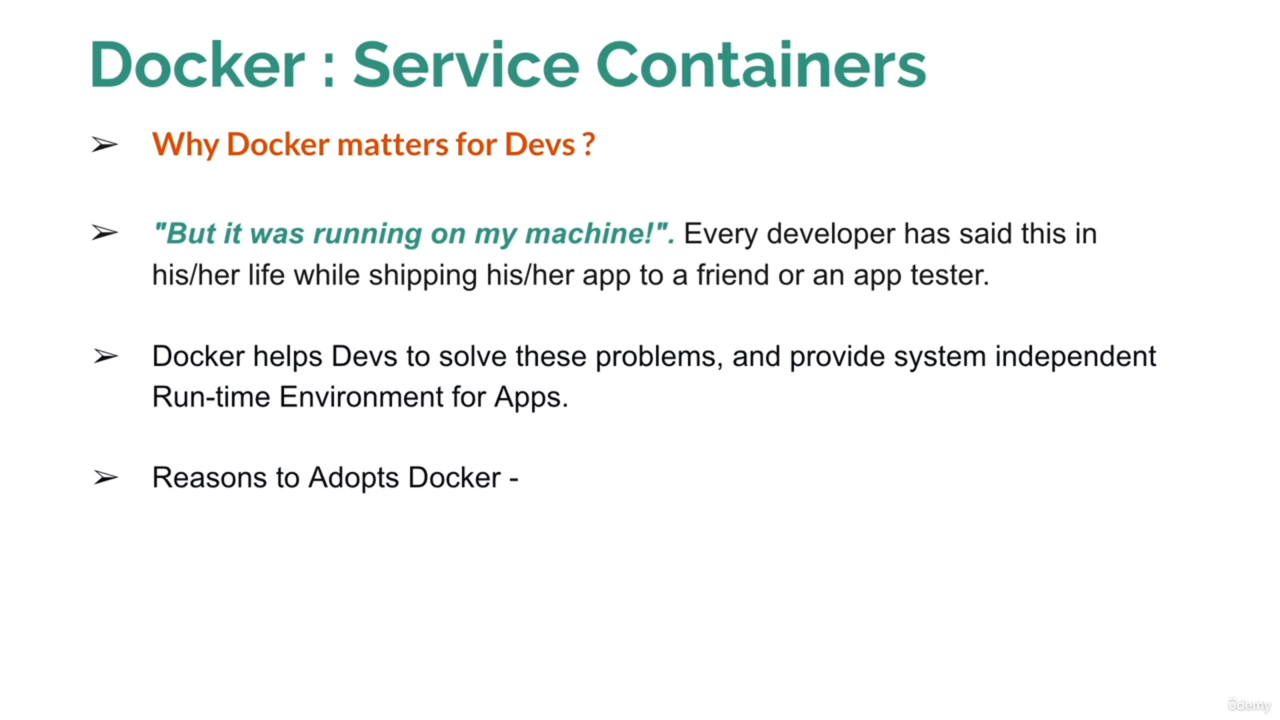 Docker : Service Containers
➢ Why Docker matters for Devs ?
➢ "But it was running on my machine!". Every developer has said this in
his/her life while shipping his/her app to a friend or an app tester.
➢ Docker helps Devs to solve these problems, and provide system independent
Run-time Environment for Apps.
➢ Reasons to Adopts Docker -
ûdemy